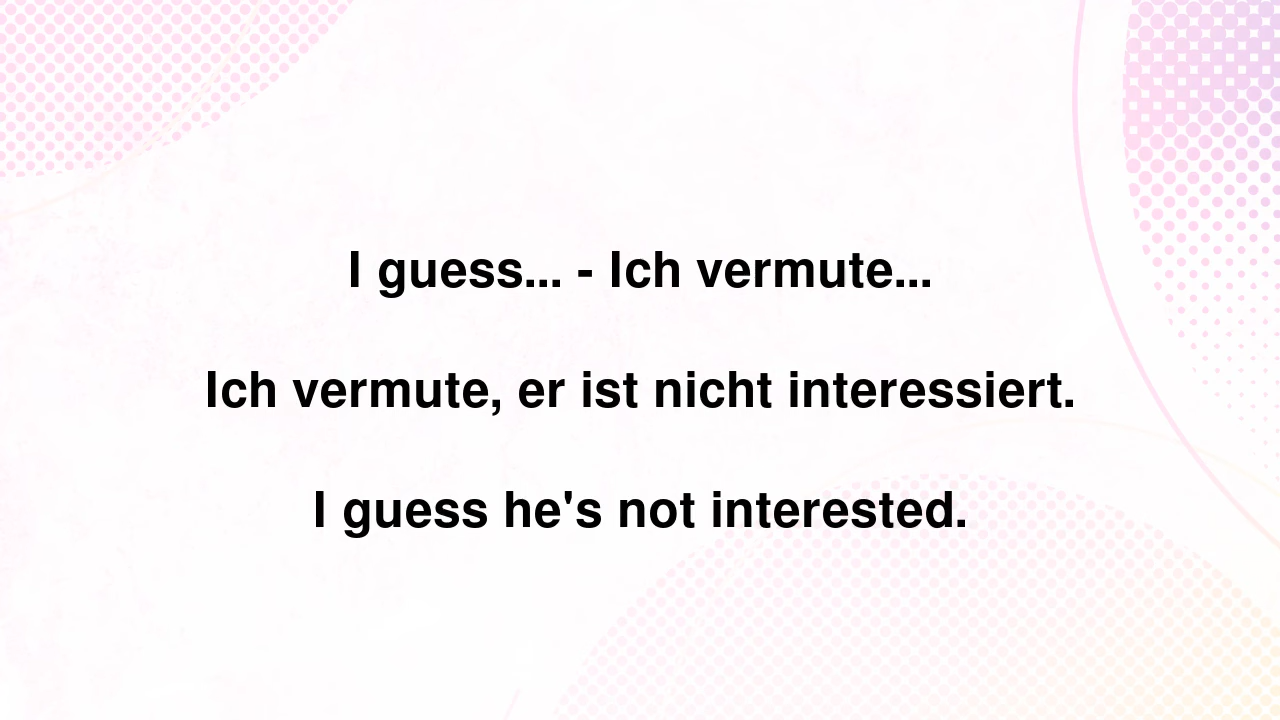 I guess... - Ich vermute...
Ich vermute, er ist nicht interessiert.
I guess he's not interested.